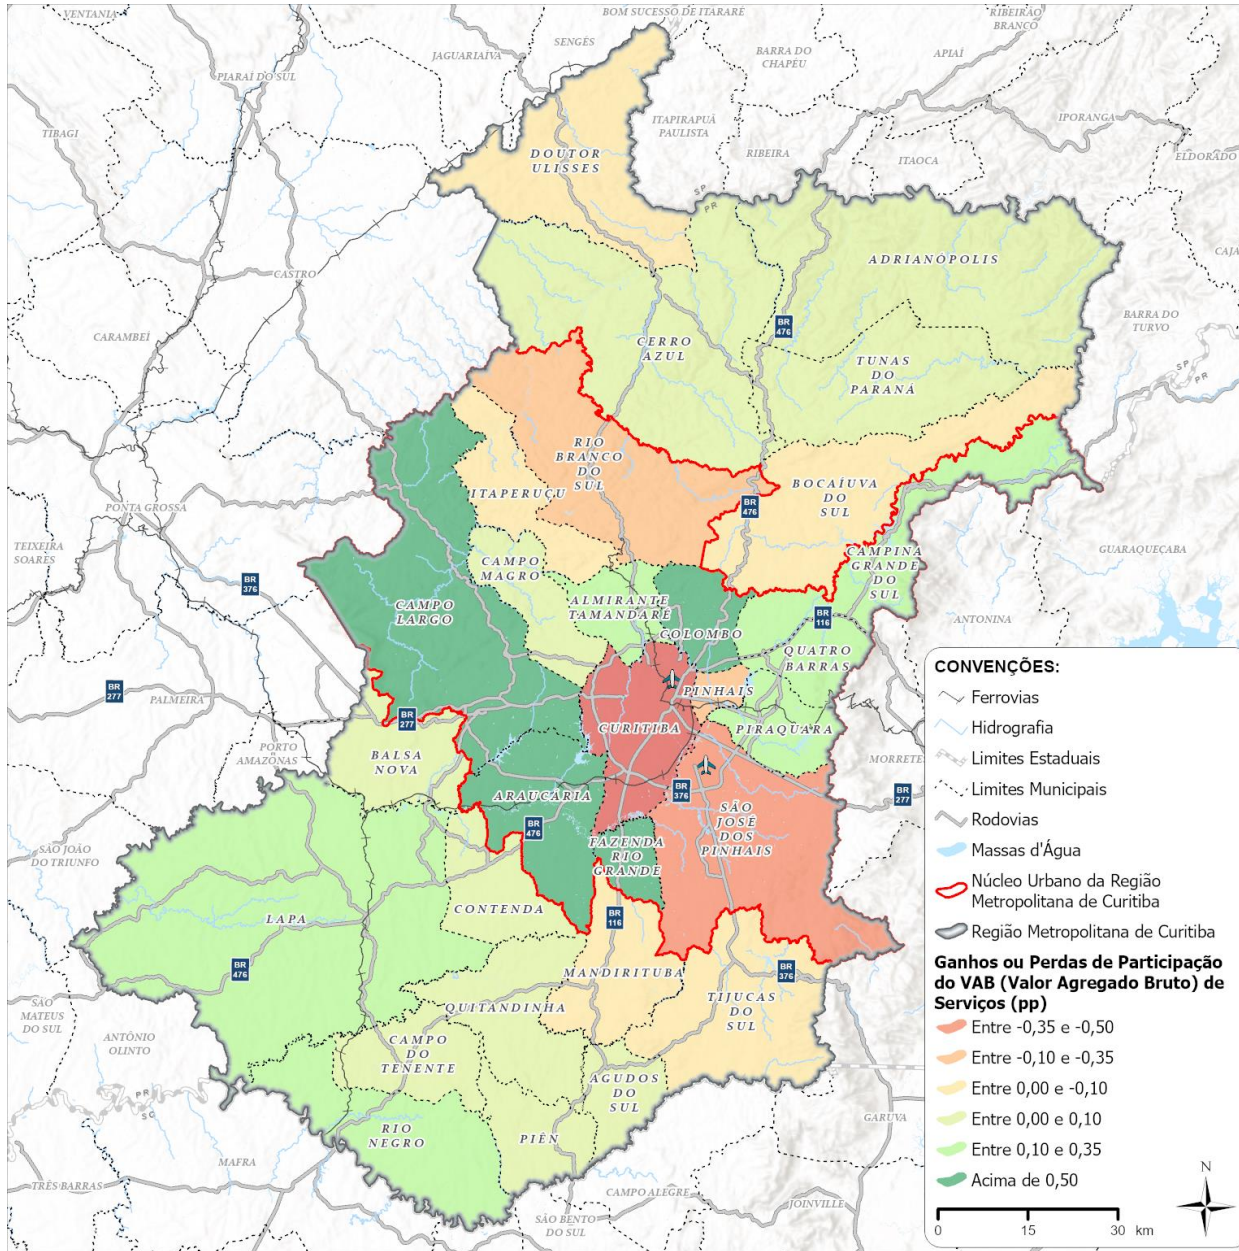 VENTANIA
BOM SUCESSO DE ITARARÉ
RIBEIRÃO
BRANCO
SENGÉS
JAGUARIAÍVA
BARRA DO
CHAPÉU
APIAÍ
PIARAÍ DO SUL
TIBAGI
ITAPIRAPUÃ
PAULISTA
IPORANGA
RIBEIRA
ITAOCA
ELDORADO
DOUTOR
ULISSES
SP
PR
CAJA
ADRIANÓPOLIS
CASTRO
BARRA DO
TURVO
BR
476
CARAMBEÍ
CERRO
AZUL
TUNAS
DO
PARANÁ
SP
PR
RIO
BRANCO
DO
SUL
ITAPERUÇU
BOCAIÚVA
DO
SUL
BR
476
PONTA GROSSA
TEIXEIRA
SOARES
GUARAQUEÇABA
CAMPINA
GRANDE
DO
SUL
CAMPO
MAGRO
BR
376
CAMPO
LARGO
ALMIRANTE
TAMANDARÉ
BR
116
ANTONINA
COLOMBO
QUATRO
BARRAS
BR
277
PALMEIRA
PINHAIS
BR
277
CURITIBA
PIRAQUARA
PORTO
AMAZONAS
BALSA
NOVA
MORRETE
BR
376
BR
277
ARAUCÁRIA
SÃO
JOSÉ
DOS
PINHAIS
BR
476
FAZENDA
RIO
GRANDE
SÃO JOÃO
DO TRIUNFO
CONTENDA
LAPA
BR
116
BR
476
MANDIRITUBA
BR
376
SÃO
MATEUS
DO SUL
QUITANDINHA
TIJUCAS
DO
SUL
ANTÔNIO
OLINTO
CAMPO
DO
TENENTE
AGUDOS
DO
SUL
PR
SC
RIO
NEGRO
PIÊN
GARUVA
MAFRA
TRÊS BARRAS
CAMPO ALEGRE
JOINVILLE
SÃO BENTO
DO SUL
CONVENÇÕES:
Ferrovias
Hidrografia
Limites Estaduais
Limites Municipais
Rodovias
Massas d'Água
Núcleo Urbano da Região
Metropolitana de Curitiba
Região Metropolitana de Curitiba
Ganhos ou Perdas de Participação
do VAB (Valor Agregado Bruto) de
Serviços (pp)
Entre -0,35 e -0,50
Entre -0,10 e -0,35
Entre 0,00 e -0,10
Entre 0,00 e 0,10
Entre 0,10 e 0,35
Acima de 0,50
N
0 15 30 km